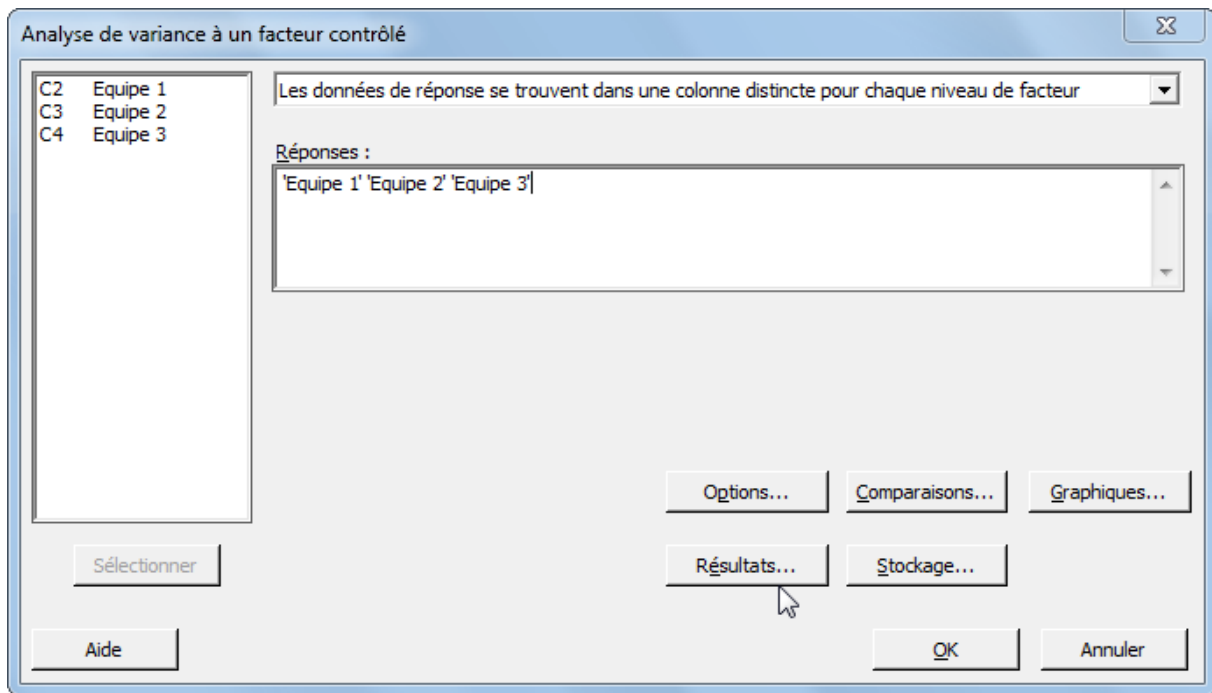 Analyse de variance à un facteur contrôlé
C2 Equipe 1
C3 Equipe 2
C4 Equipe 3
Les données de réponse se trouvent dans une colonne distincte pour chaque niveau de facteur
Réponses :
'Equipe 1' 'Equipe 2' 'Equipe 3'
Options... Comparaisons... Graphiques...
Sélectionner Résultats... Stockage...
Aide OK Annuler